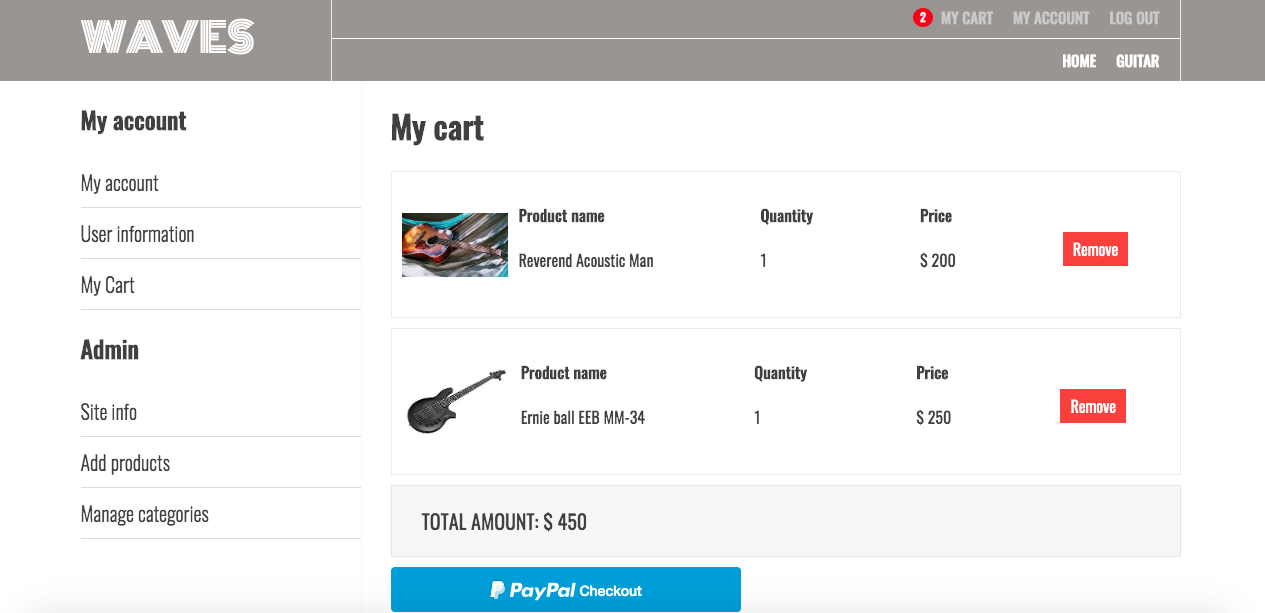 WAVES
2 MY CART MY ACCOUNT LOG OUT
HOME GUITAR
My account
My account
User information
My Cart
Admin
Site info
Add products
Manage categories
My cart
Product name Quantity Price
Reverend Acoustic Man 1 $ 200
Remove
Product name Quantity Price
Ernie ball EEB MM-34 1 $ 250
Remove
TOTAL AMOUNT: $ 450
PayPal Checkout